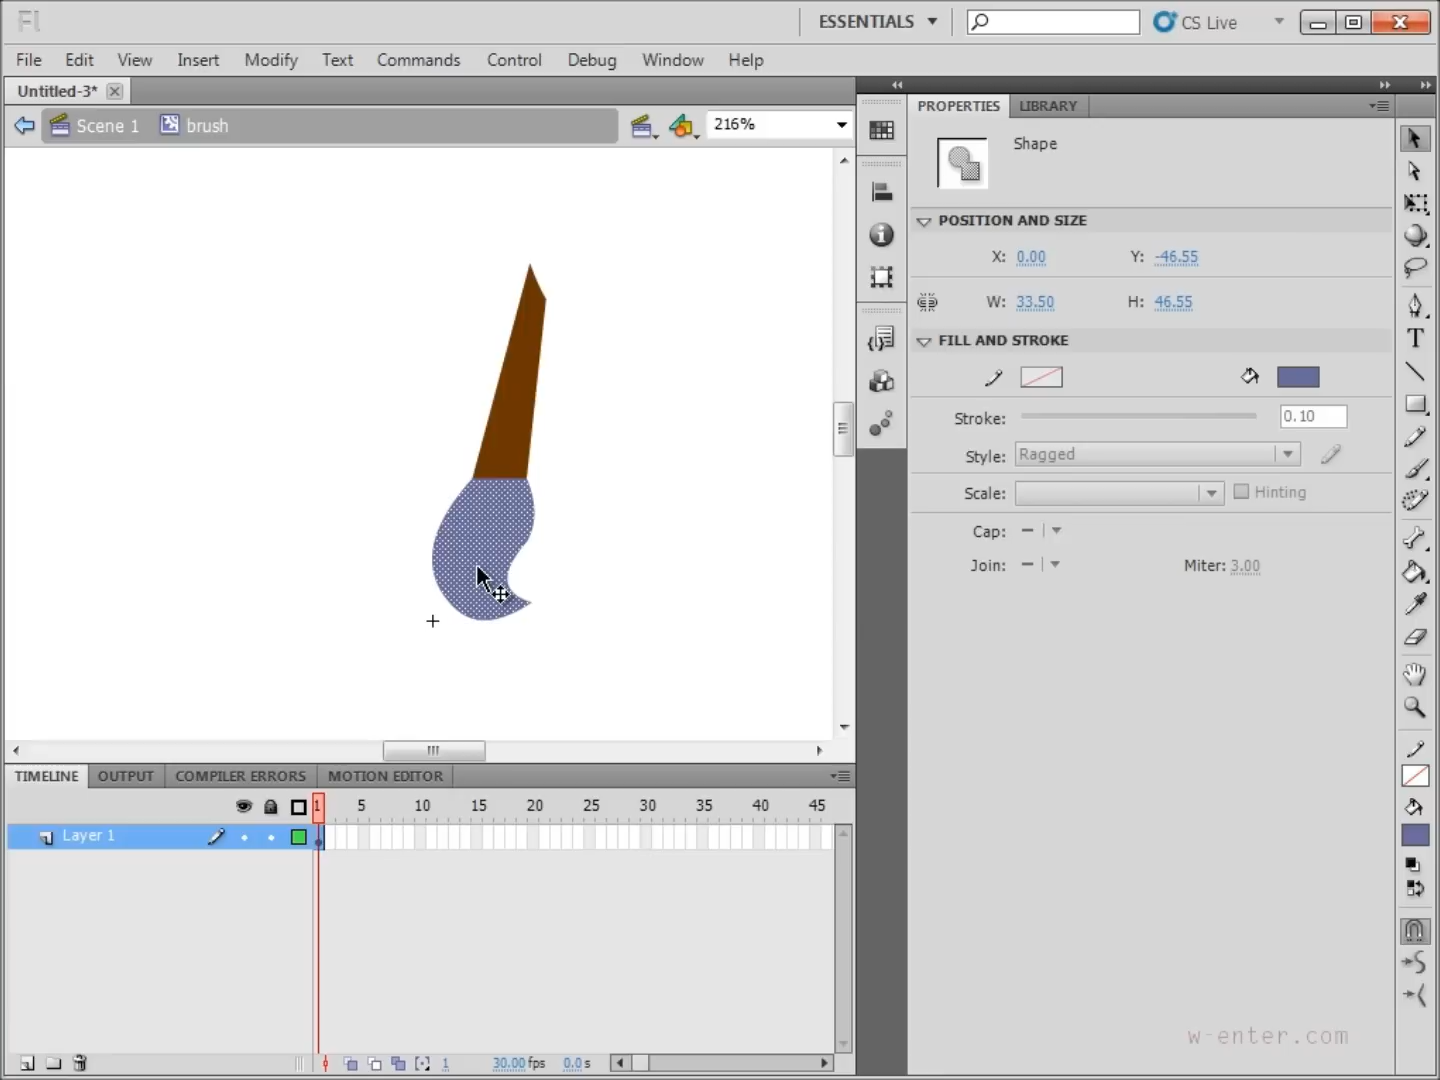 Fl
ESSENTIALS
CS Live
File Edit View Insert Modify Text Commands Control Debug Window Help
Untitled-3*
Scene 1 brush 216%
PROPERTIES LIBRARY
Shape
POSITION AND SIZE
X: 0.00 Y: -46.55
W: 33.50 H: 46.55
FILL AND STROKE
Stroke: 0.10
Style: Ragged
Scale: Hinting
Cap:
Join: Miter: 3.00
T
TIMELINE OUTPUT COMPILER ERRORS MOTION EDITOR
1 5 10 15 20 25 30 35 40 45
Layer 1
1 30.00 fps 0.0 s
w-enter.com